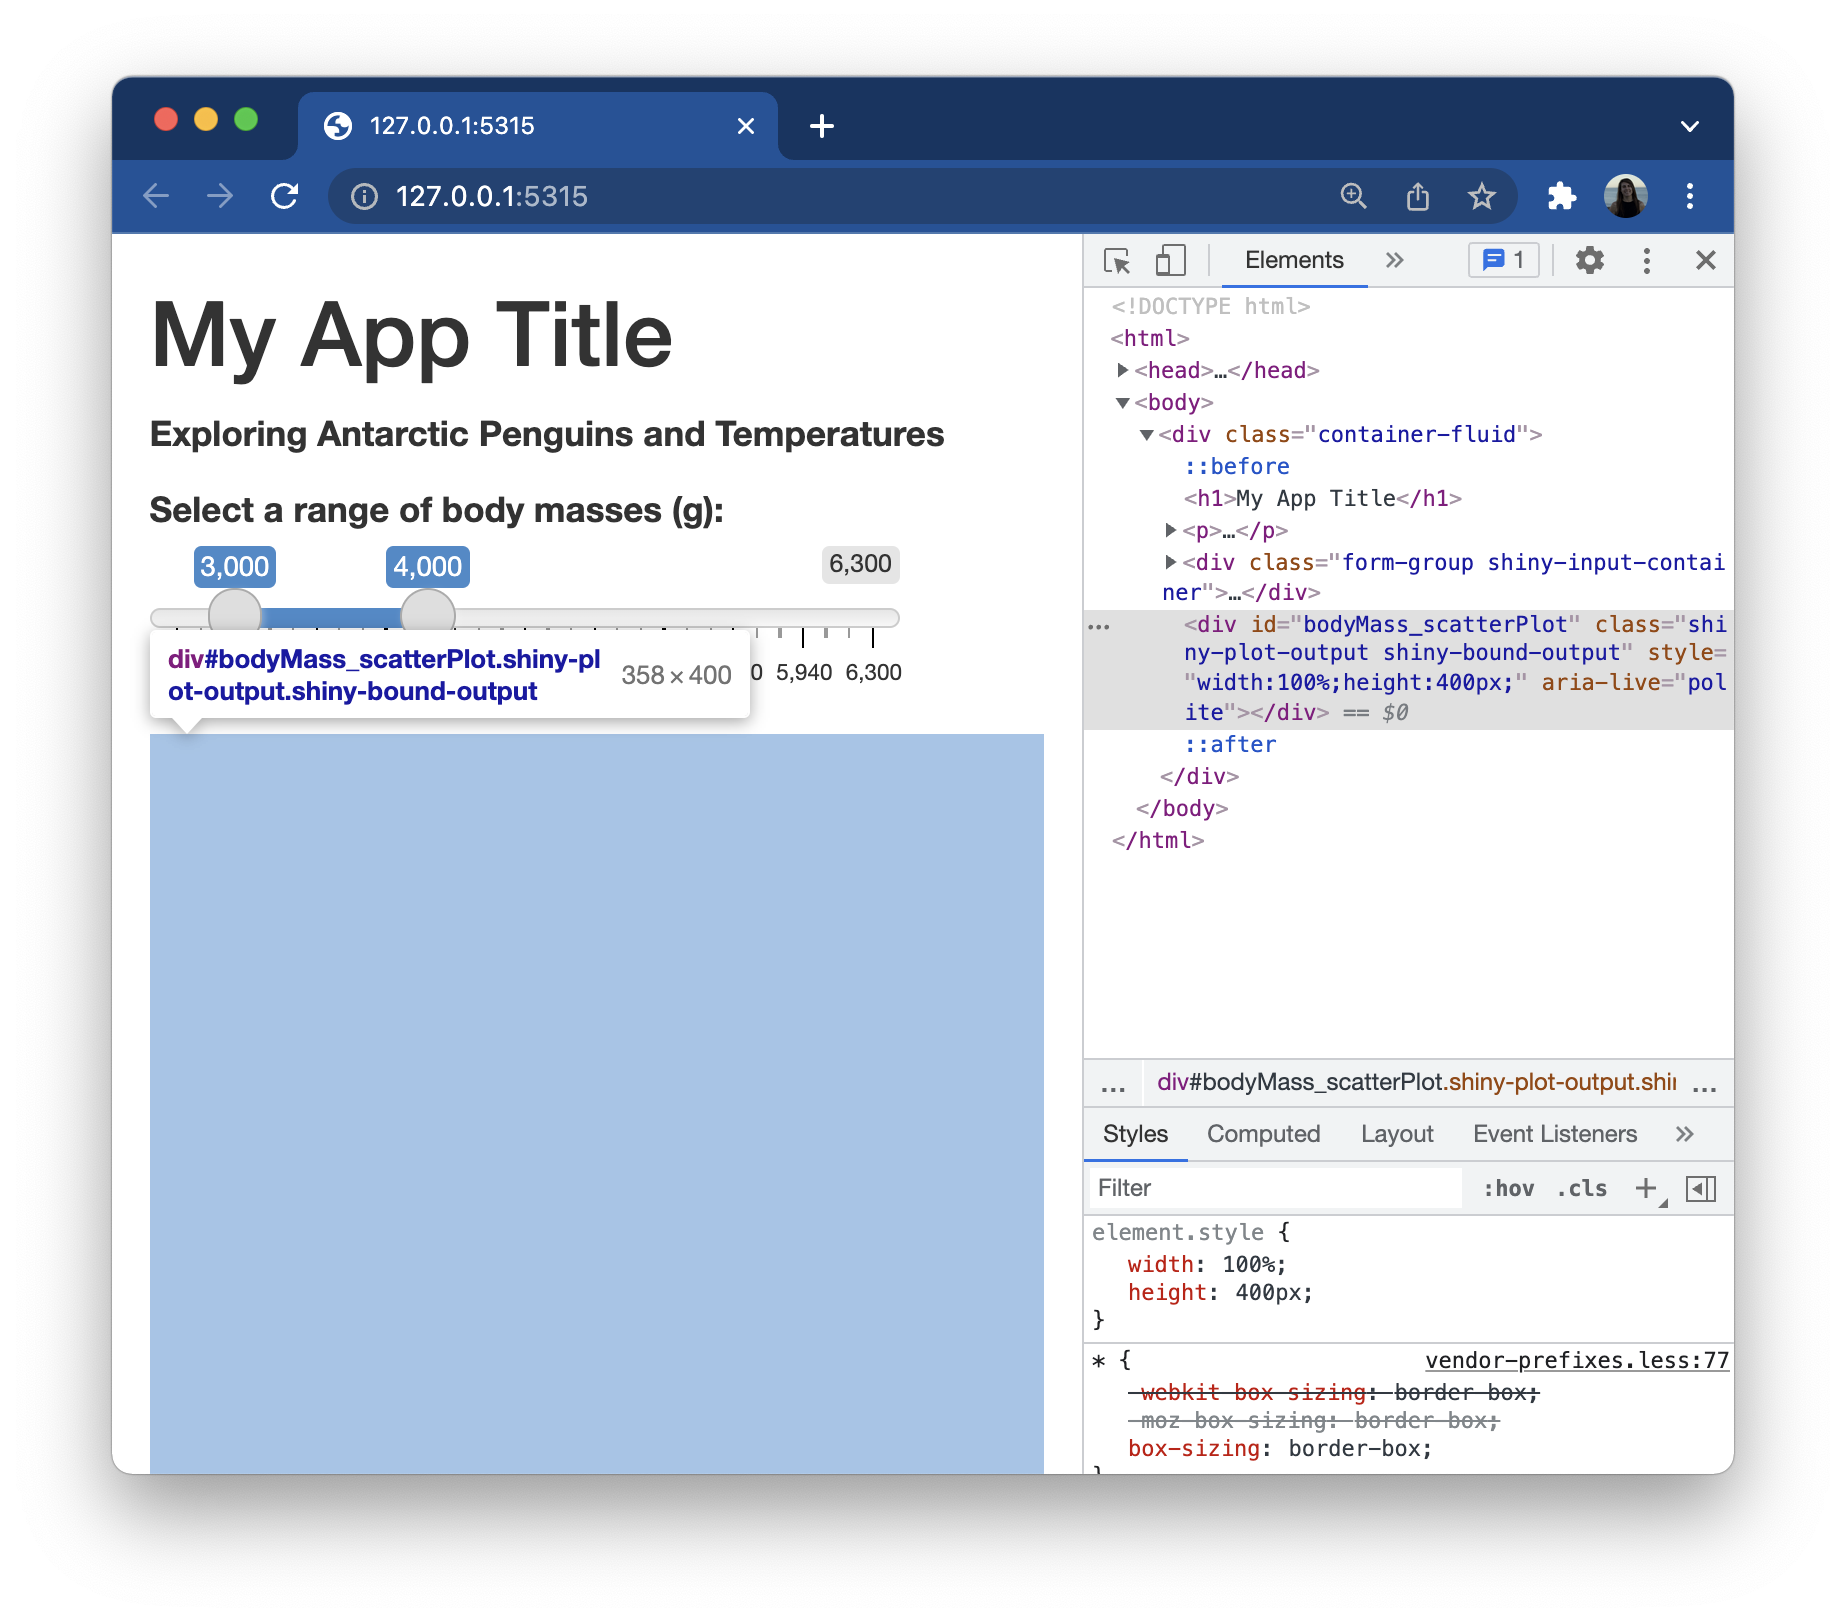 127.0.0.1:5315
127.0.0.1:5315
My App Title
Exploring Antarctic Penguins and Temperatures
Select a range of body masses (g):
3,000
4,000
6,300
div#bodyMass_scatterPlot.shiny-pl
ot-output.shiny-bound-output
358 × 400
0 5,940 6,300
Elements
1
<!DOCTYPE html>
<html>
<head>…</head>
<body>
<div class="container-fluid">
::before
<h1>My App Title</h1>
<p>…</p>
<div class="form-group shiny-input-contai
ner">…</div>
<div id="bodyMass_scatterPlot" class="shi
ny-plot-output shiny-bound-output" style=
"width:100%;height:400px;" aria-live="pol
ite"></div> == $0
::after
</div>
</body>
</html>
... div#bodyMass_scatterPlot.shiny-plot-output.shin ...
Styles Computed Layout Event Listeners
Filter
:hov .cls
element.style {
width: 100%;
height: 400px;
}
* {
vendor-prefixes.less:77
-webkit-box-sizing: border-box;
-moz-box-sizing: border-box;
box-sizing: border-box;
}